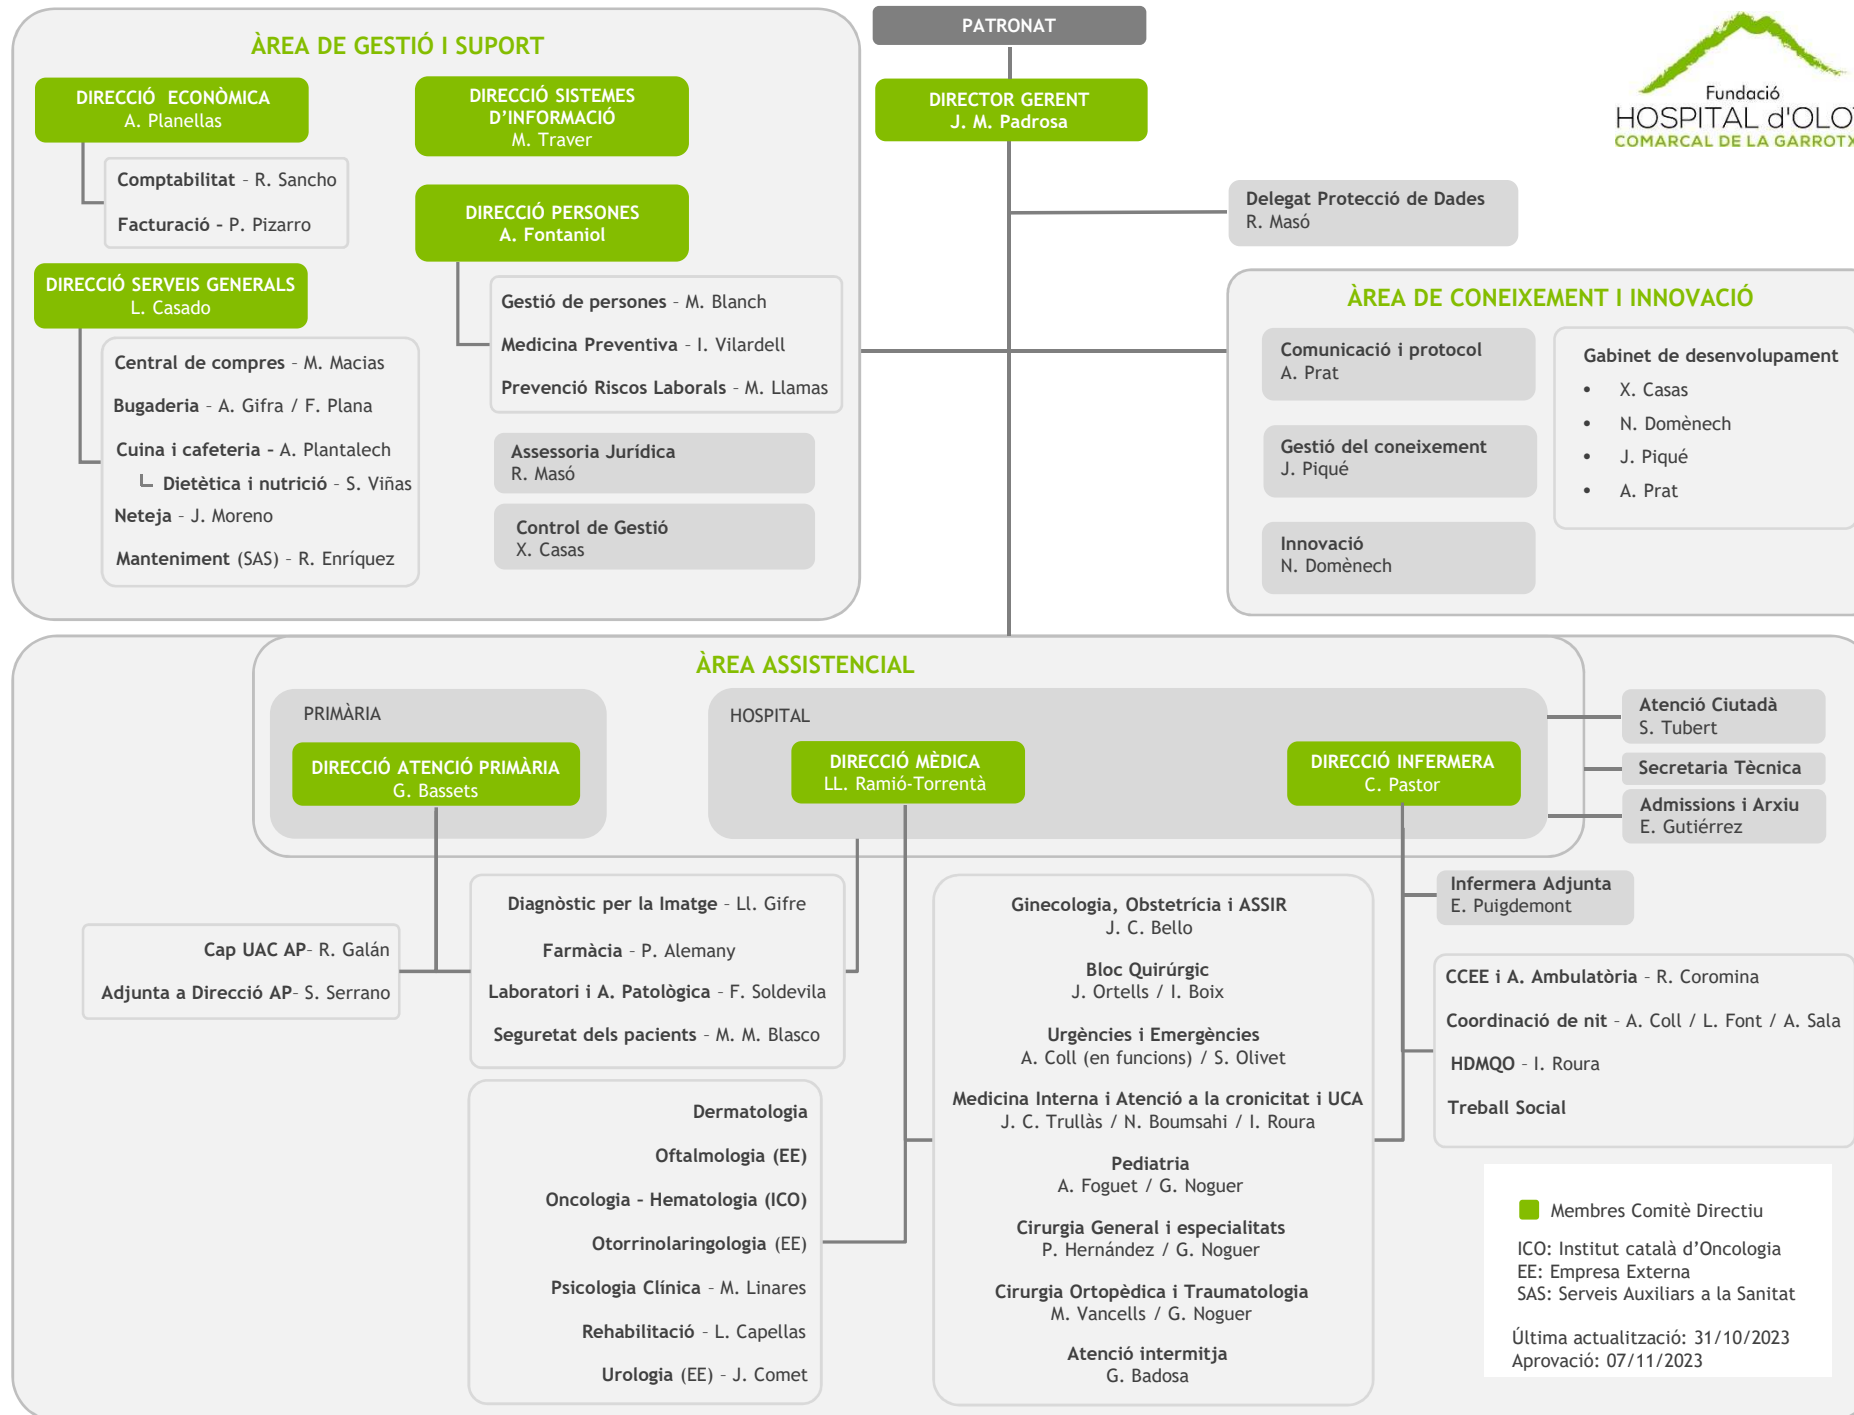 PATRONAT
DIRECTOR GERENT
J. M. Padrosa
Fundació
HOSPITAL d'OLO
COMARCAL DE LA GARROTX
Delegat Protecció de Dades
R. Masó
ÀREA DE GESTIÓ I SUPORT
DIRECCIÓ ECONÒMICA
A. Planellas
Comptabilitat – R. Sancho
Facturació – P. Pizarro
DIRECCIÓ SERVEIS GENERALS
L. Casado
Central de compres – M. Macias
Bugaderia – A. Gifra / F. Plana
Cuina i cafeteria – A. Plantalech
Dietètica i nutrició – S. Viñas
Neteja – J. Moreno
Manteniment (SAS) – R. Enríquez
DIRECCIÓ SISTEMES
D’INFORMACIÓ
M. Traver
DIRECCIÓ PERSONES
A. Fontaniol
Gestió de persones – M. Blanch
Medicina Preventiva – I. Vilardell
Prevenció Riscos Laborals – M. Llamas
Assessoria Jurídica
R. Masó
Control de Gestió
X. Casas
ÀREA DE CONEIXEMENT I INNOVACIÓ
Comunicació i protocol
A. Prat
Gestió del coneixement
J. Piqué
Innovació
N. Domènech
Gabinet de desenvolupament
• X. Casas
• N. Domènech
• J. Piqué
• A. Prat
ÀREA ASSISTENCIAL
PRIMÀRIA
DIRECCIÓ ATENCIÓ PRIMÀRIA
G. Bassets
HOSPITAL
DIRECCIÓ MÈDICA
LL. Ramió-Torrentà
DIRECCIÓ INFERMERA
C. Pastor
Atenció Ciutadà
S. Tubert
Secretaria Tècnica
Admissions i Arxiu
E. Gutiérrez
Cap UAC AP– R. Galán
Adjunta a Direcció AP– S. Serrano
Diagnòstic per la Imatge – Ll. Gifre
Farmàcia – P. Alemany
Laboratori i A. Patològica – F. Soldevila
Seguretat dels pacients – M. M. Blasco
Dermatologia
Oftalmologia (EE)
Oncologia – Hematologia (ICO)
Otorrinolaringologia (EE)
Psicologia Clínica – M. Linares
Rehabilitació – L. Capellas
Urologia (EE) – J. Comet
Ginecologia, Obstetrícia i ASSIR
J. C. Bello
Bloc Quirúrgic
J. Ortells / I. Boix
Urgències i Emergències
A. Coll (en funcions) / S. Olivet
Medicina Interna i Atenció a la cronicitat i UCA
J. C. Trullàs / N. Boumsahi / I. Roura
Pediatria
A. Foguet / G. Noguer
Cirurgia General i especialitats
P. Hernández / G. Noguer
Cirurgia Ortopèdica i Traumatologia
M. Vancells / G. Noguer
Atenció intermitja
G. Badosa
Infermera Adjunta
E. Puigdemont
CCEE i A. Ambulatòria – R. Coromina
Coordinació de nit – A. Coll / L. Font / A. Sala
HDMQO – I. Roura
Treball Social
Membres Comitè Directiu
ICO: Institut català d’Oncologia
EE: Empresa Externa
SAS: Serveis Auxiliars a la Sanitat
Última actualització: 31/10/2023
Aprovació: 07/11/2023